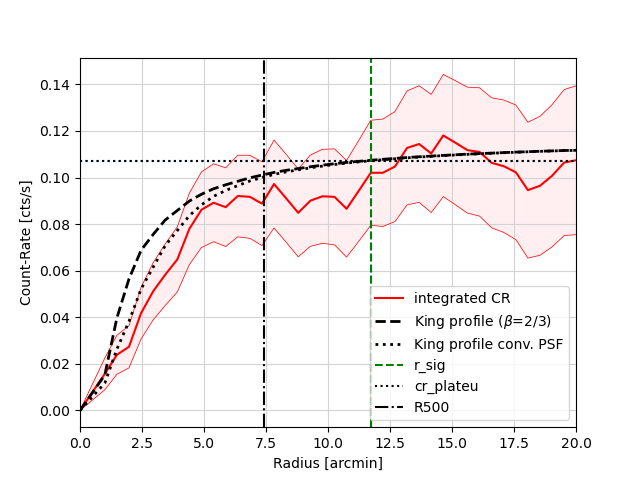 0.14
0.12
0.10
0.08
0.06
0.04
0.02
0.00
Count-Rate [cts/s]
integrated CR
King profile (β=2/3)
King profile conv. PSF
r_sig
cr_plateu
R500
0.0 2.5 5.0 7.5 10.0 12.5 15.0 17.5 20.0
Radius [arcmin]